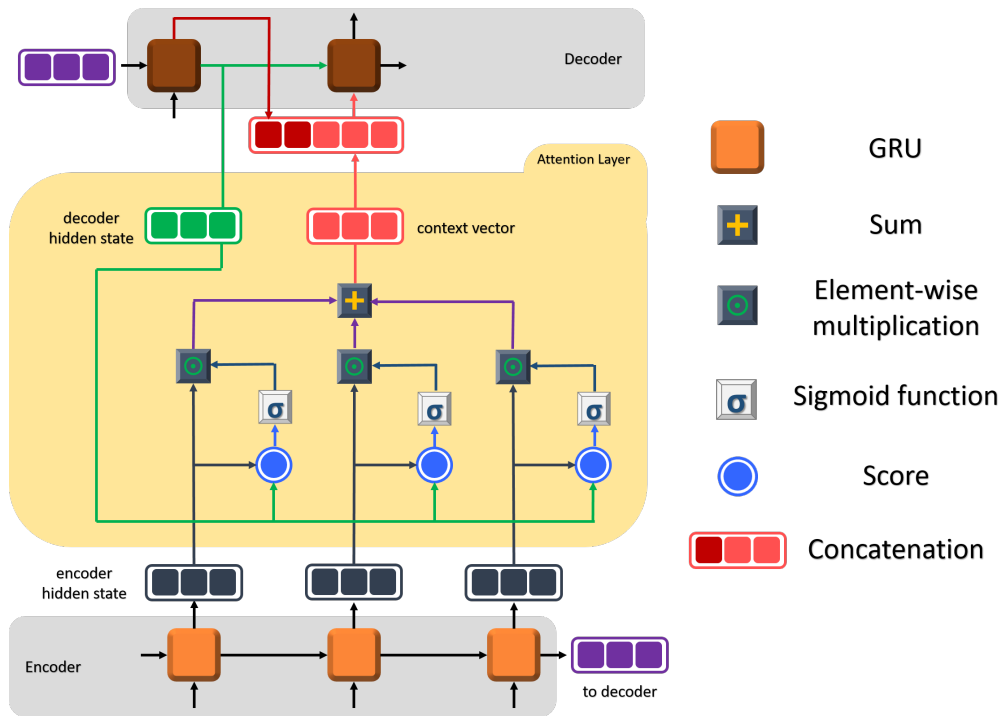 Decoder
Attention Layer
decoder
hidden state
context vector
σ
σ
σ
encoder
hidden state
Encoder
to decoder
GRU
Sum
Element-wise
multiplication
σ
Sigmoid function
Score
Concatenation